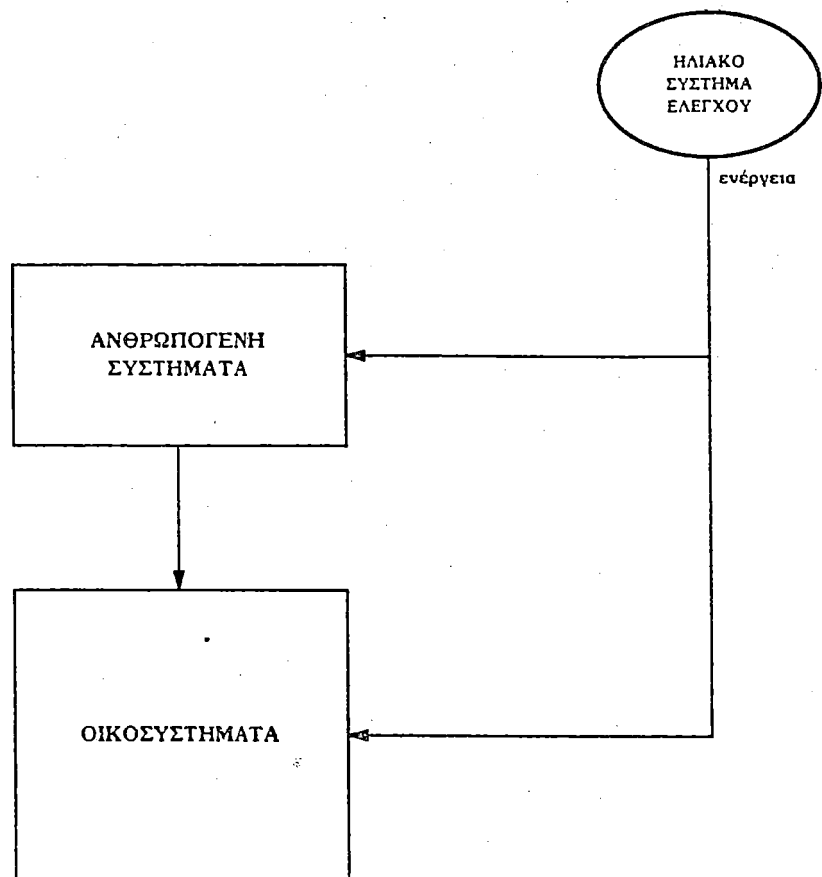 ΗΛΙΑΚΟ
ΣΥΣΤΗΜΑ
ΕΛΕΓΧΟΥ
ενέργεια
ΑΝΘΡΩΠΟΓΕΝΗ
ΣΥΣΤΗΜΑΤΑ
ΟΙΚΟΣΥΣΤΗΜΑΤΑ